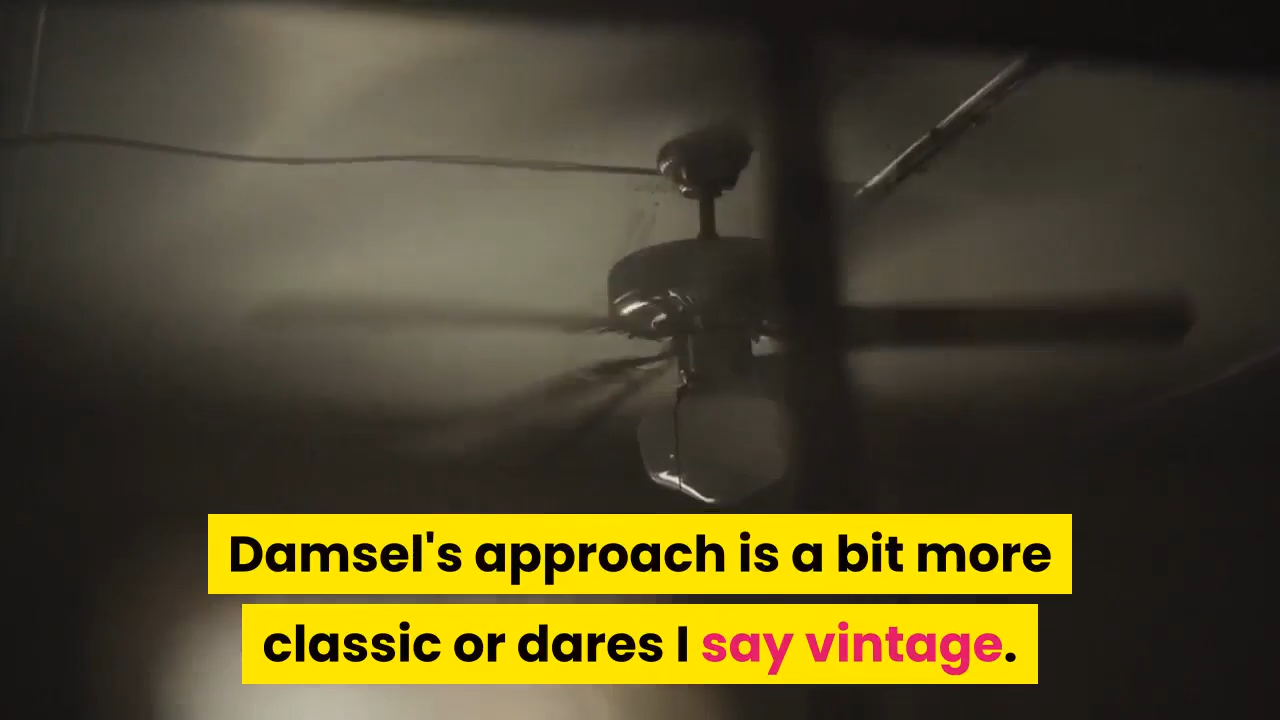 Damsel's approach is a bit more
classic or dares I say vintage.